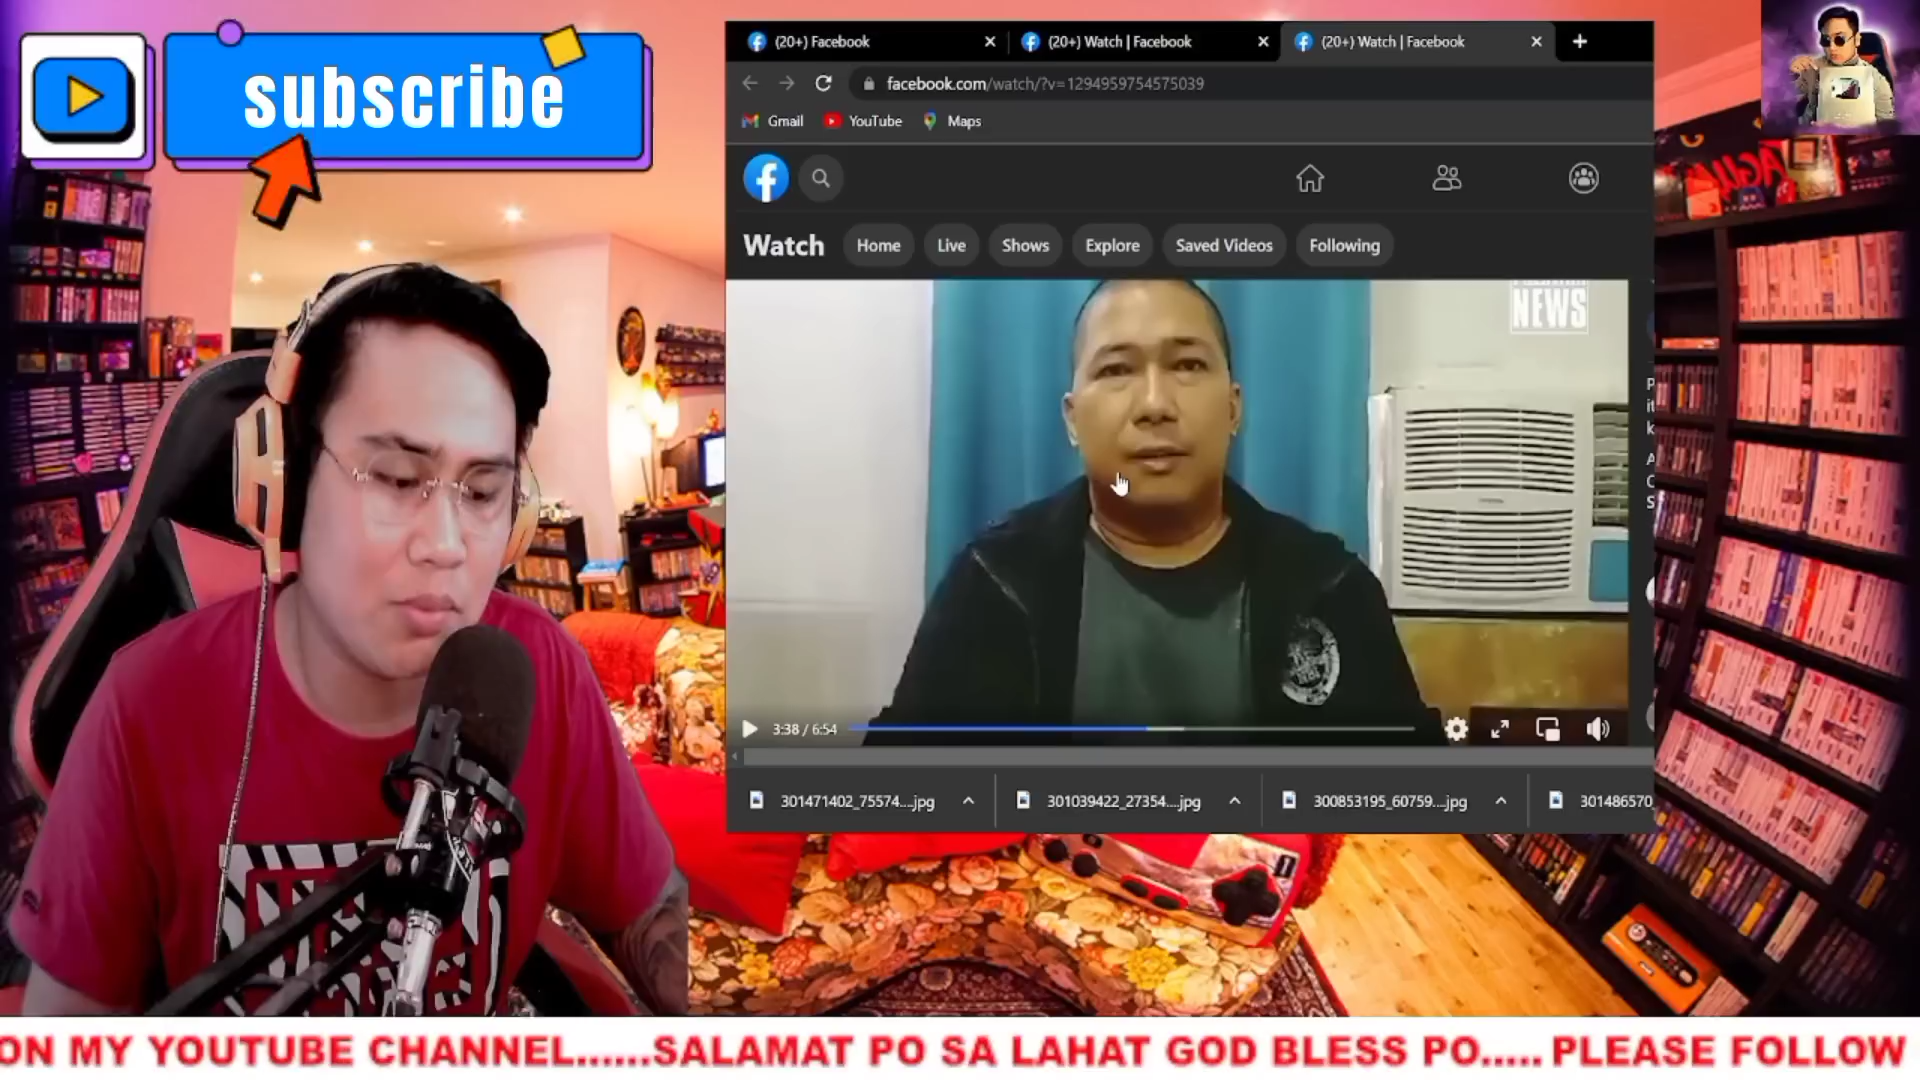 subscribe
(20+) Facebook
(20+) Watch | Facebook
(20+) Watch | Facebook
facebook.com/watch/?v=1294959754575039
Gmail
YouTube
Maps
Watch
Home
Live
Shows
Explore
Saved Videos
Following
NEWS
3:38 / 6:54
301471402_75574....jpg
301039422_27354....jpg
300853195_60759....jpg
301486570_
ON MY YOUTUBE CHANNEL......SALAMAT PO SA LAHAT GOD BLESS PO..... PLEASE FOLLOW